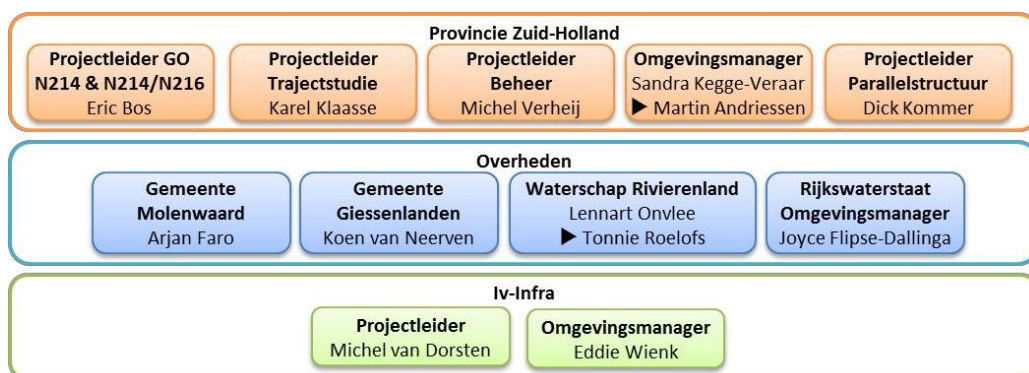 Provincie Zuid-Holland
Projectleider GO
N214 & N214/N216
Eric Bos
Projectleider
Trajectstudie
Karel Klaasse
Projectleider
Beheer
Michel Verheij
Omgevingsmanager
Sandra Kegge-Veraar
▶ Martin Andriessen
Projectleider
Parallelstructuur
Dick Kommer
Overheden
Gemeente
Molenwaard
Arjan Faro
Gemeente
Giessenlanden
Koen van Neerven
Waterschap Rivierenland
Lennart Onvlee
▶ Tonnie Roelofs
Rijkswaterstaat
Omgevingsmanager
Joyce Flipse-Dallinga
Iv-Infra
Projectleider
Michel van Dorsten
Omgevingsmanager
Eddie Wienk